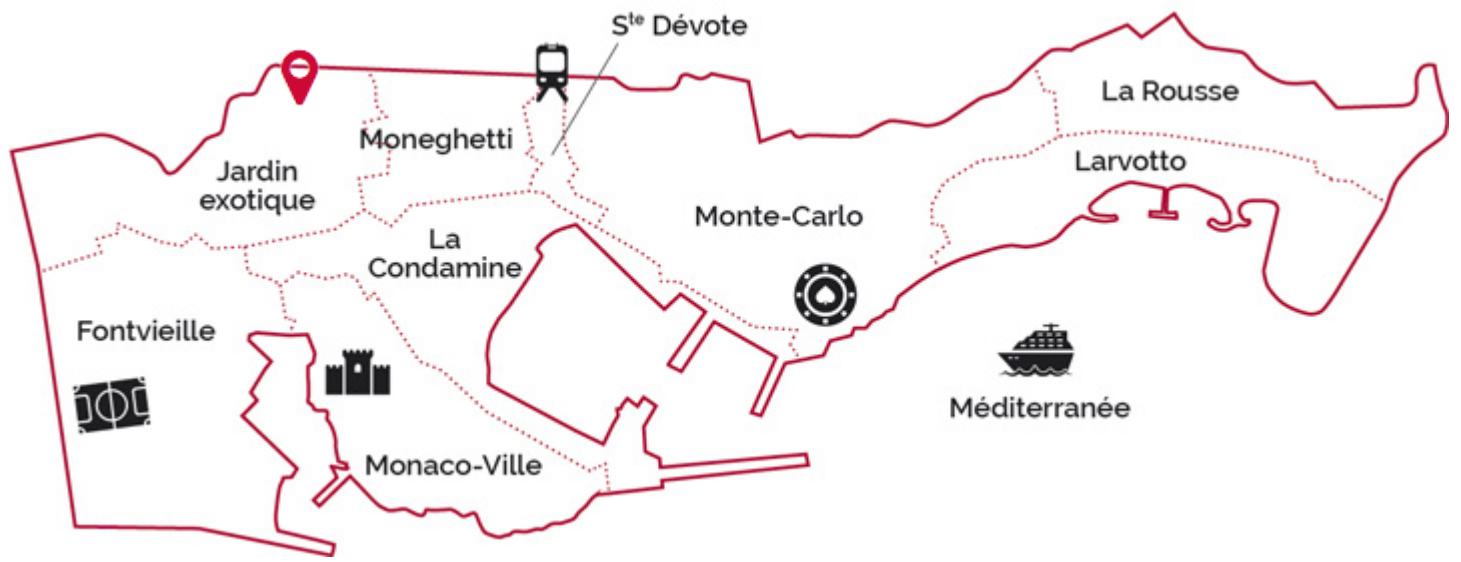 Ste Dévote
La Rousse
Moneghetti
Larvotto
Jardin
exotique
Monte-Carlo
La
Condamine
Fontvieille
Méditerranée
Monaco-Ville